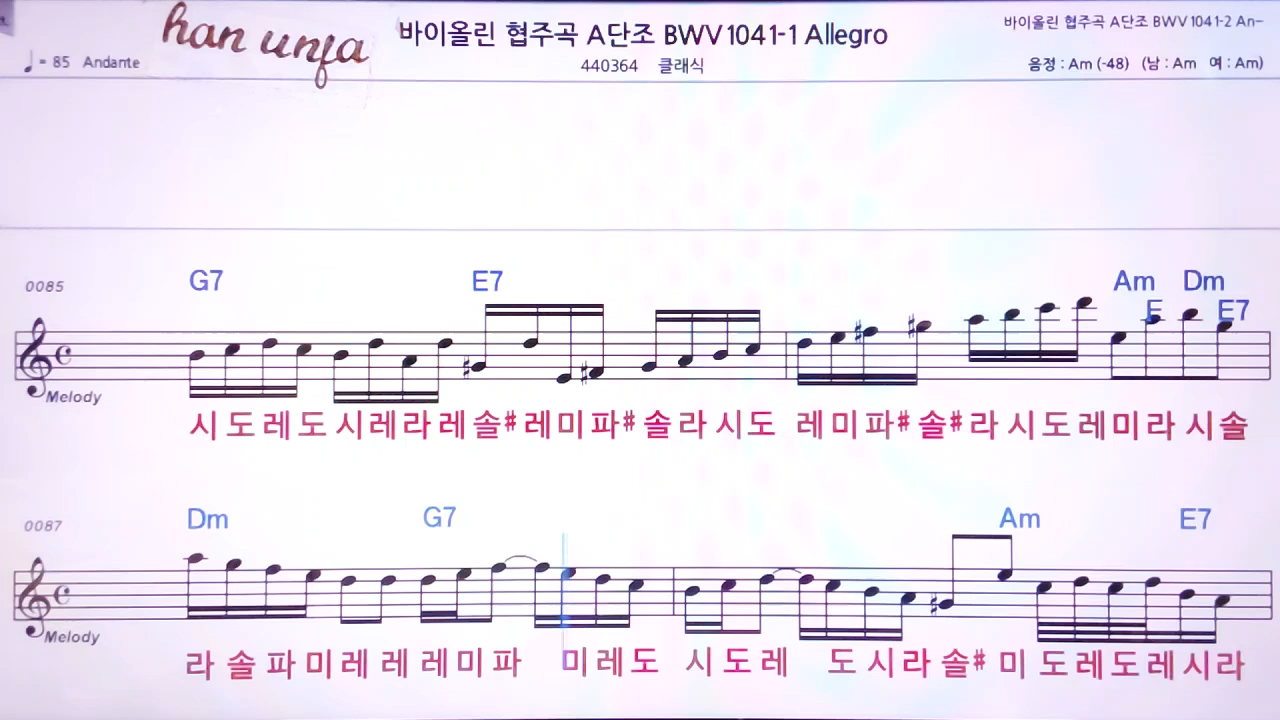 han unja
바이올린 협주곡 A단조 BWV 1041-1 Allegro
바이올린 협주곡 A단조 BWV 1041-2 An-
♩= 85 Andante
440364 클래식
음정 : Am (-48) (남 : Am 여 : Am)
G7 E7 Am Dm
0085
E E7
Melody
시 도 레 도 시 레 라 레 솔# 레 미 파# 솔 라 시 도 레 미 파# 솔# 라 시 도 레 미 라 시 솔
Dm G7 Am E7
0087
Melody
라 솔 파 미 레 레 레 미 파 미 레 도 시 도 레 도 시 라 솔# 미 도 레 도 레 시 라